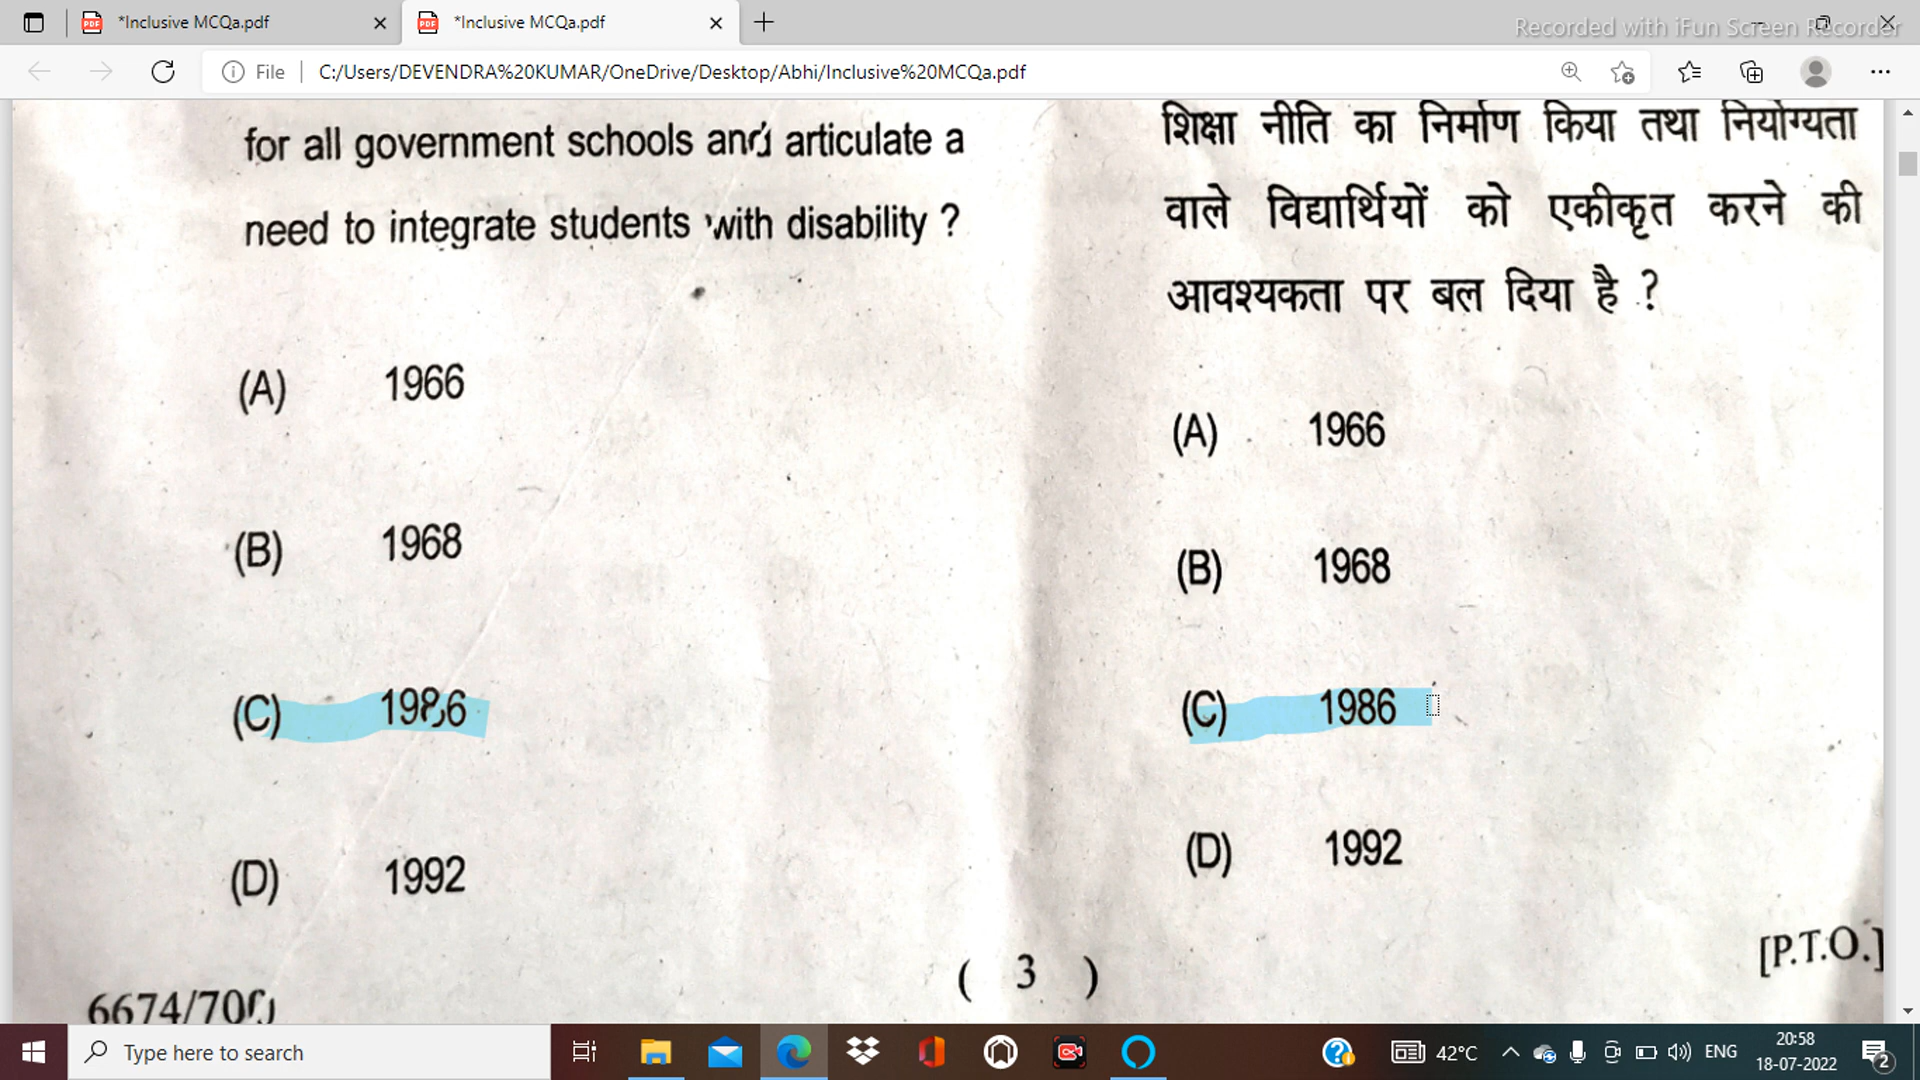 *Inclusive MCQa.pdf
*Inclusive MCQa.pdf
Recorded with iFun Screen Recorder
File
C:/Users/DEVENDRA%20KUMAR/OneDrive/Desktop/Abhi/Inclusive%20MCQa.pdf
for all government schools and articulate a
need to integrate students with disability ?
(A) 1966
(B) 1968
(C) 1986
(D) 1992
शिक्षा नीति का निर्माण किया तथा नियोग्यता
वाले विद्यार्थियों को एकीकृत करने की
आवश्यकता पर बल दिया है ?
(A) 1966
(B) 1968
(C) 1986
(D) 1992
[P.T.O.]
( 3 )
6674/700
Type here to search
42°C
ENG
20:58
18-07-2022
2